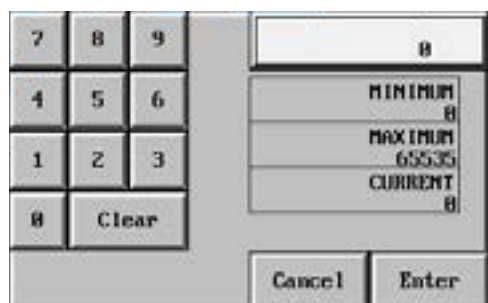 7 8 9 0
4 5 6 MINIMUM
0
1 2 3 MAXIMUM
65535
CURRENT
0
0 Clear
Cancel Enter